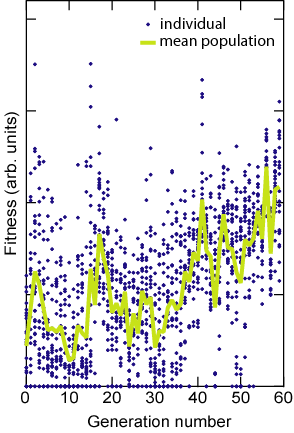 individual
mean population
Fitness (arb. units)
0 10 20 30 40 50 60
Generation number